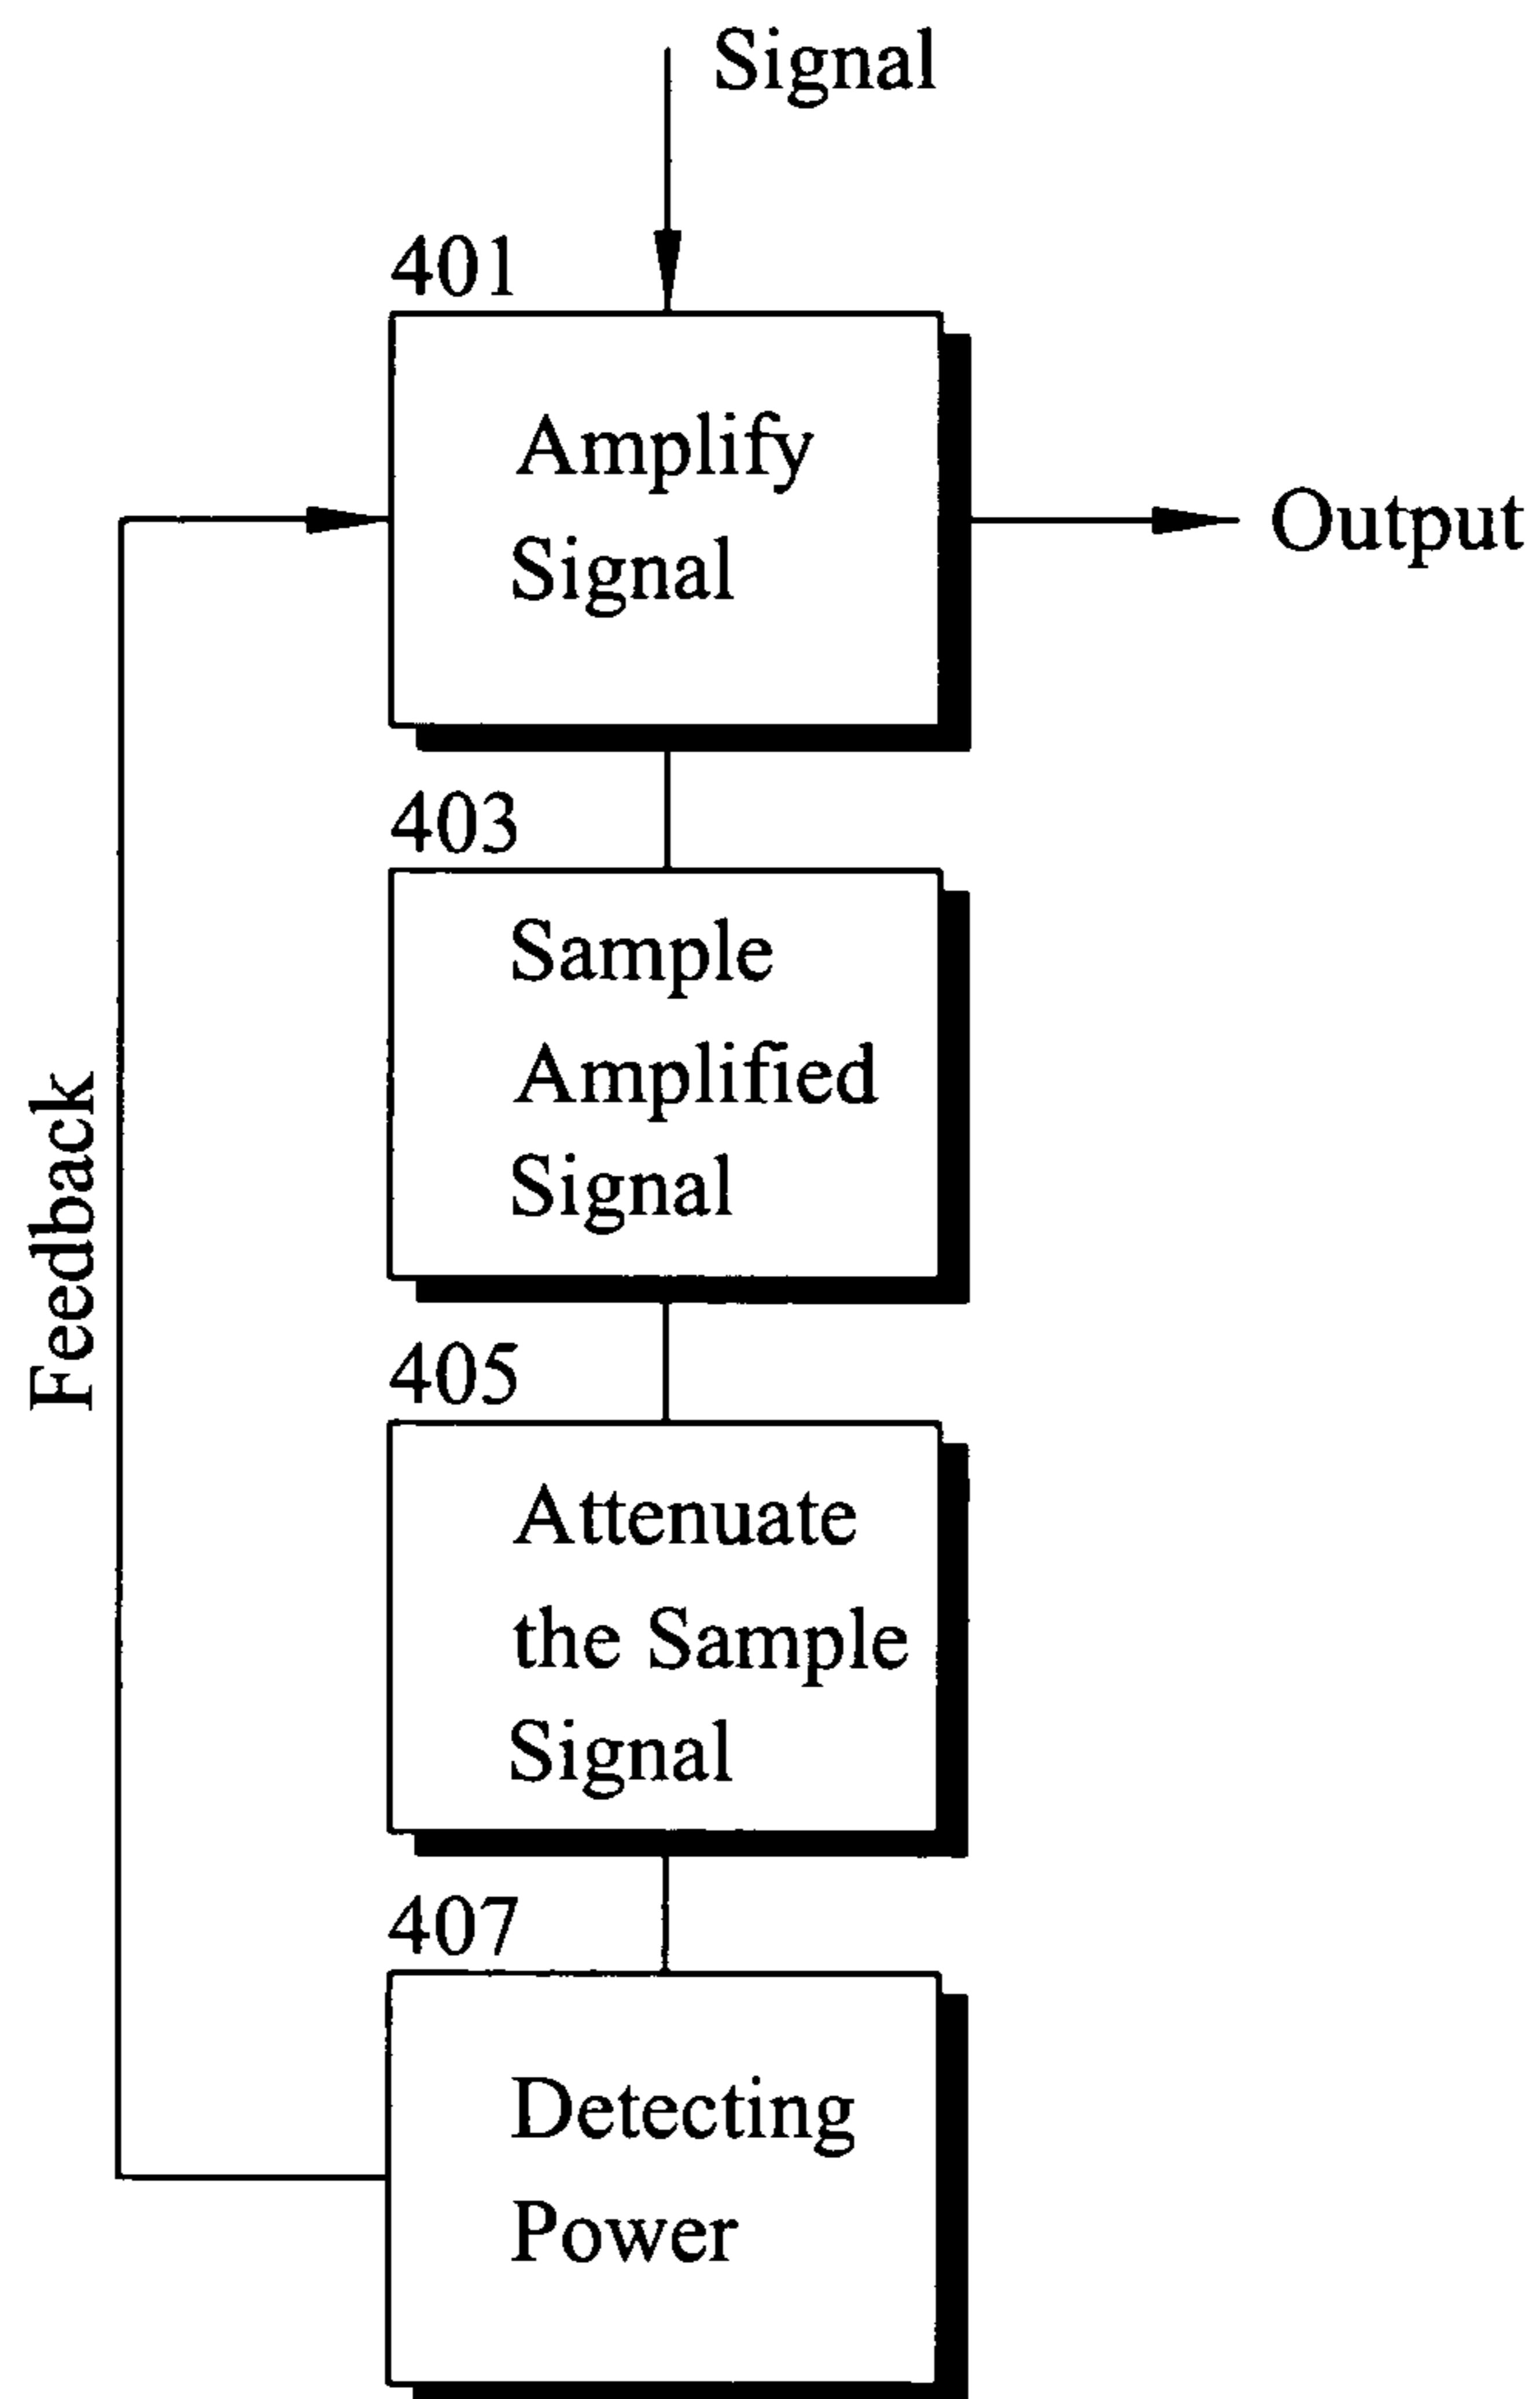 Signal
401
Amplify
Signal
Output
403
Sample
Amplified
Signal
Feedback
405
Attenuate
the Sample
Signal
407
Detecting
Power